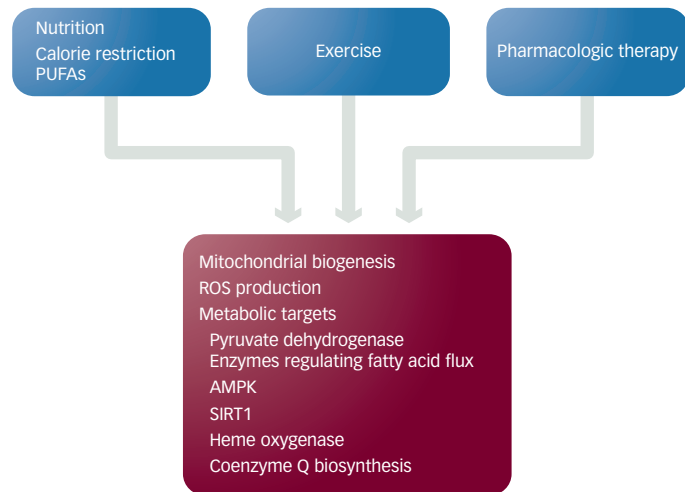 Nutrition
Calorie restriction
PUFAs
Exercise
Pharmacologic therapy
Mitochondrial biogenesis
ROS production
Metabolic targets
Pyruvate dehydrogenase
Enzymes regulating fatty acid flux
AMPK
SIRT1
Heme oxygenase
Coenzyme Q biosynthesis